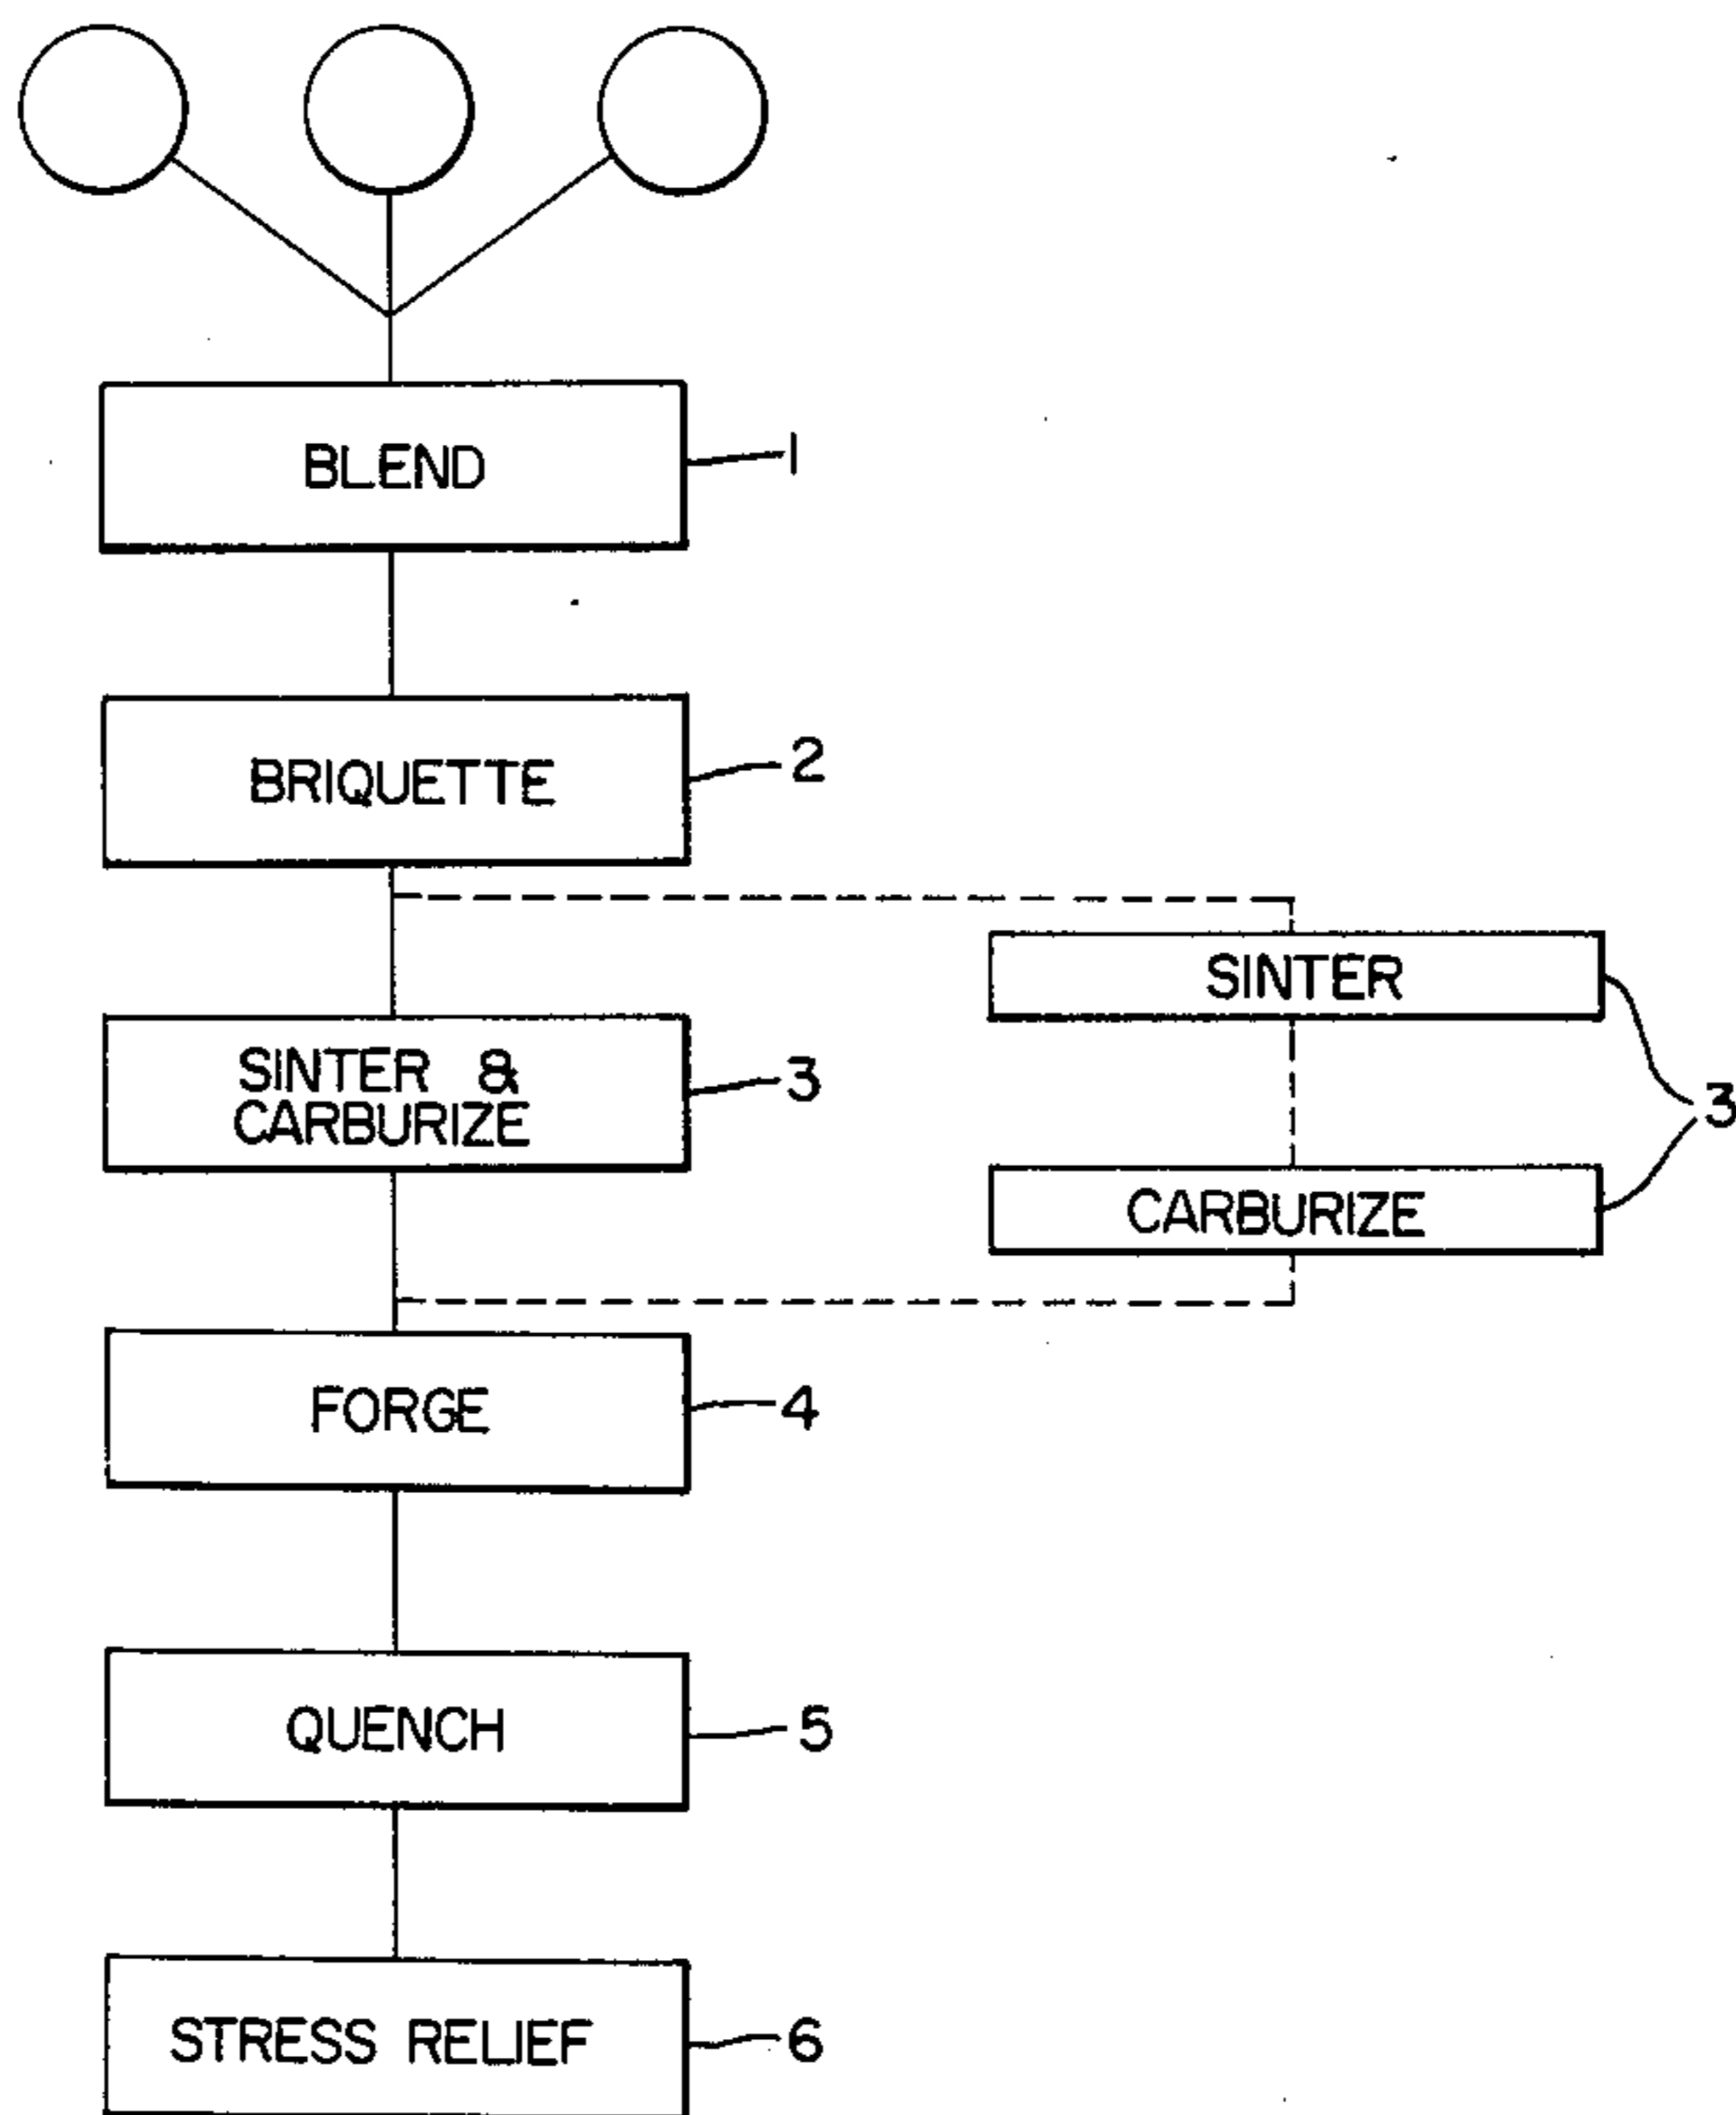 BLEND
1
BRIQUETTE
2
SINTER
SINTER &
CARBURIZE
3
3
CARBURIZE
FORGE
4
QUENCH
5
STRESS RELIEF
6